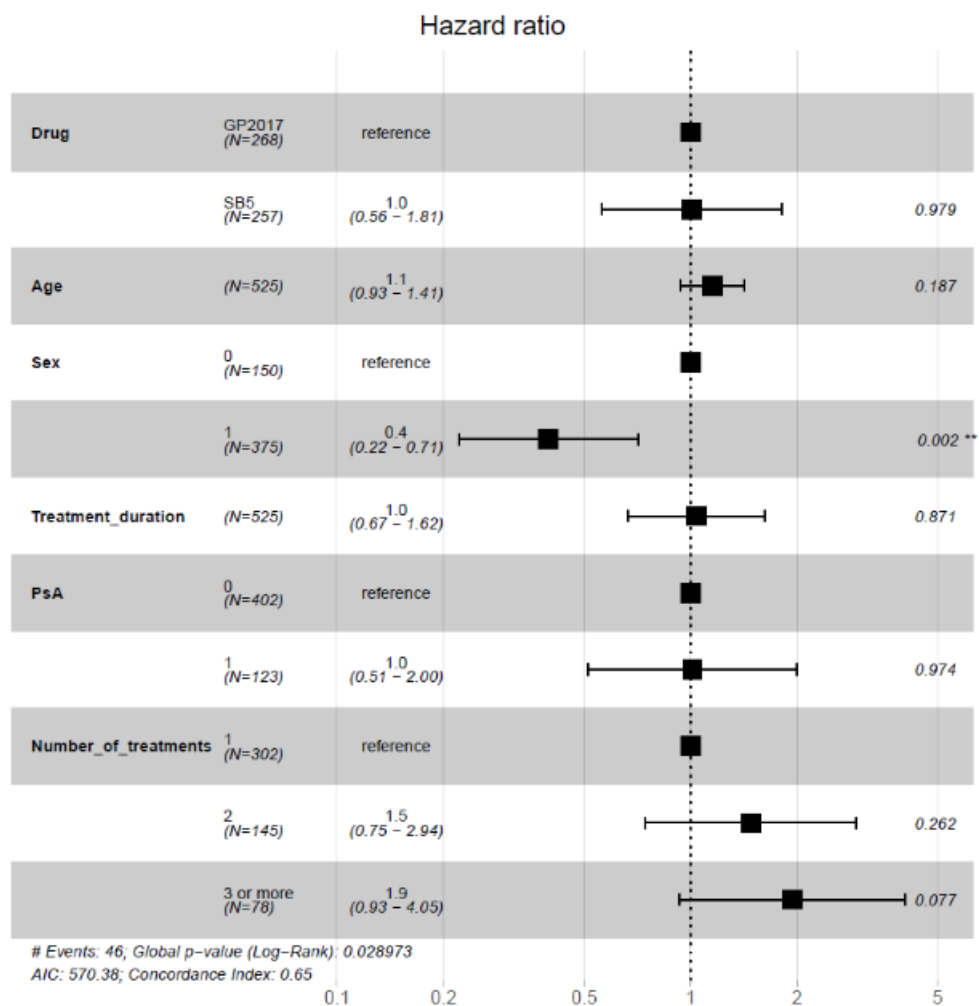 Hazard ratio
Drug GP2017 (N=268) reference
SB5 (N=257) 1.0 (0.56 − 1.81) 0.979
Age (N=525) 1.1 (0.93 − 1.41) 0.187
Sex 0 (N=150) reference
1 (N=375) 0.4 (0.22 − 0.71) 0.002 **
Treatment_duration (N=525) 1.0 (0.67 − 1.62) 0.871
PsA 0 (N=402) reference
1 (N=123) 1.0 (0.51 − 2.00) 0.974
Number_of_treatments 1 (N=302) reference
2 (N=145) 1.5 (0.75 − 2.94) 0.262
3 or more (N=78) 1.9 (0.93 − 4.05) 0.077
# Events: 46; Global p−value (Log−Rank): 0.028973
AIC: 570.38; Concordance Index: 0.65
0.1 0.2 0.5 1 2 5